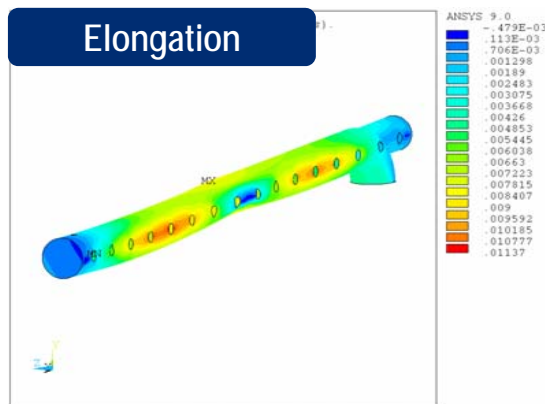 Elongation
r).
ANSYS 9.0
-.479E-03
.113E-03
.706E-03
.001298
.00189
.002483
.003075
.003668
.00426
.004853
.005445
.006038
.00663
.007223
.007815
.008407
.009
.009592
.010185
.010777
.01137
MX
MN
Y
Z